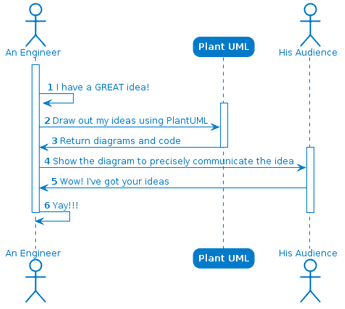 An Engineer
Plant UML
His Audience
1 I have a GREAT idea!
2 Draw out my ideas using PlantUML
3 Return diagrams and code
4 Show the diagram to precisely communicate the idea
5 Wow! I've got your ideas
6 Yay!!!
An Engineer
Plant UML
His Audience